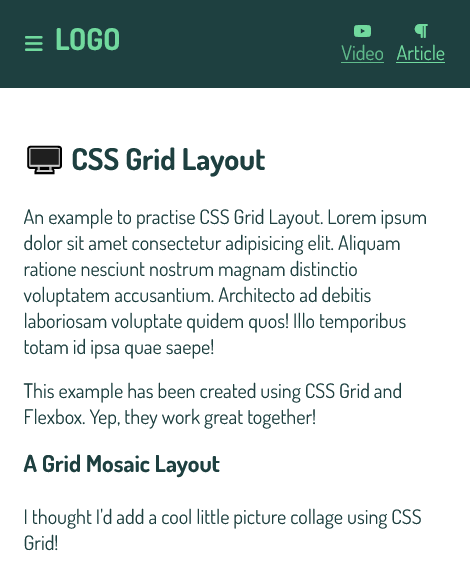 LOGO
Video
Article
CSS Grid Layout
An example to practise CSS Grid Layout. Lorem ipsum
dolor sit amet consectetur adipisicing elit. Aliquam
ratione nesciunt nostrum magnam distinctio
voluptatem accusantium. Architecto ad debitis
laboriosam voluptate quidem quos! Illo temporibus
totam id ipsa quae saepe!
This example has been created using CSS Grid and
Flexbox. Yep, they work great together!
A Grid Mosaic Layout
I thought I'd add a cool little picture collage using CSS
Grid!